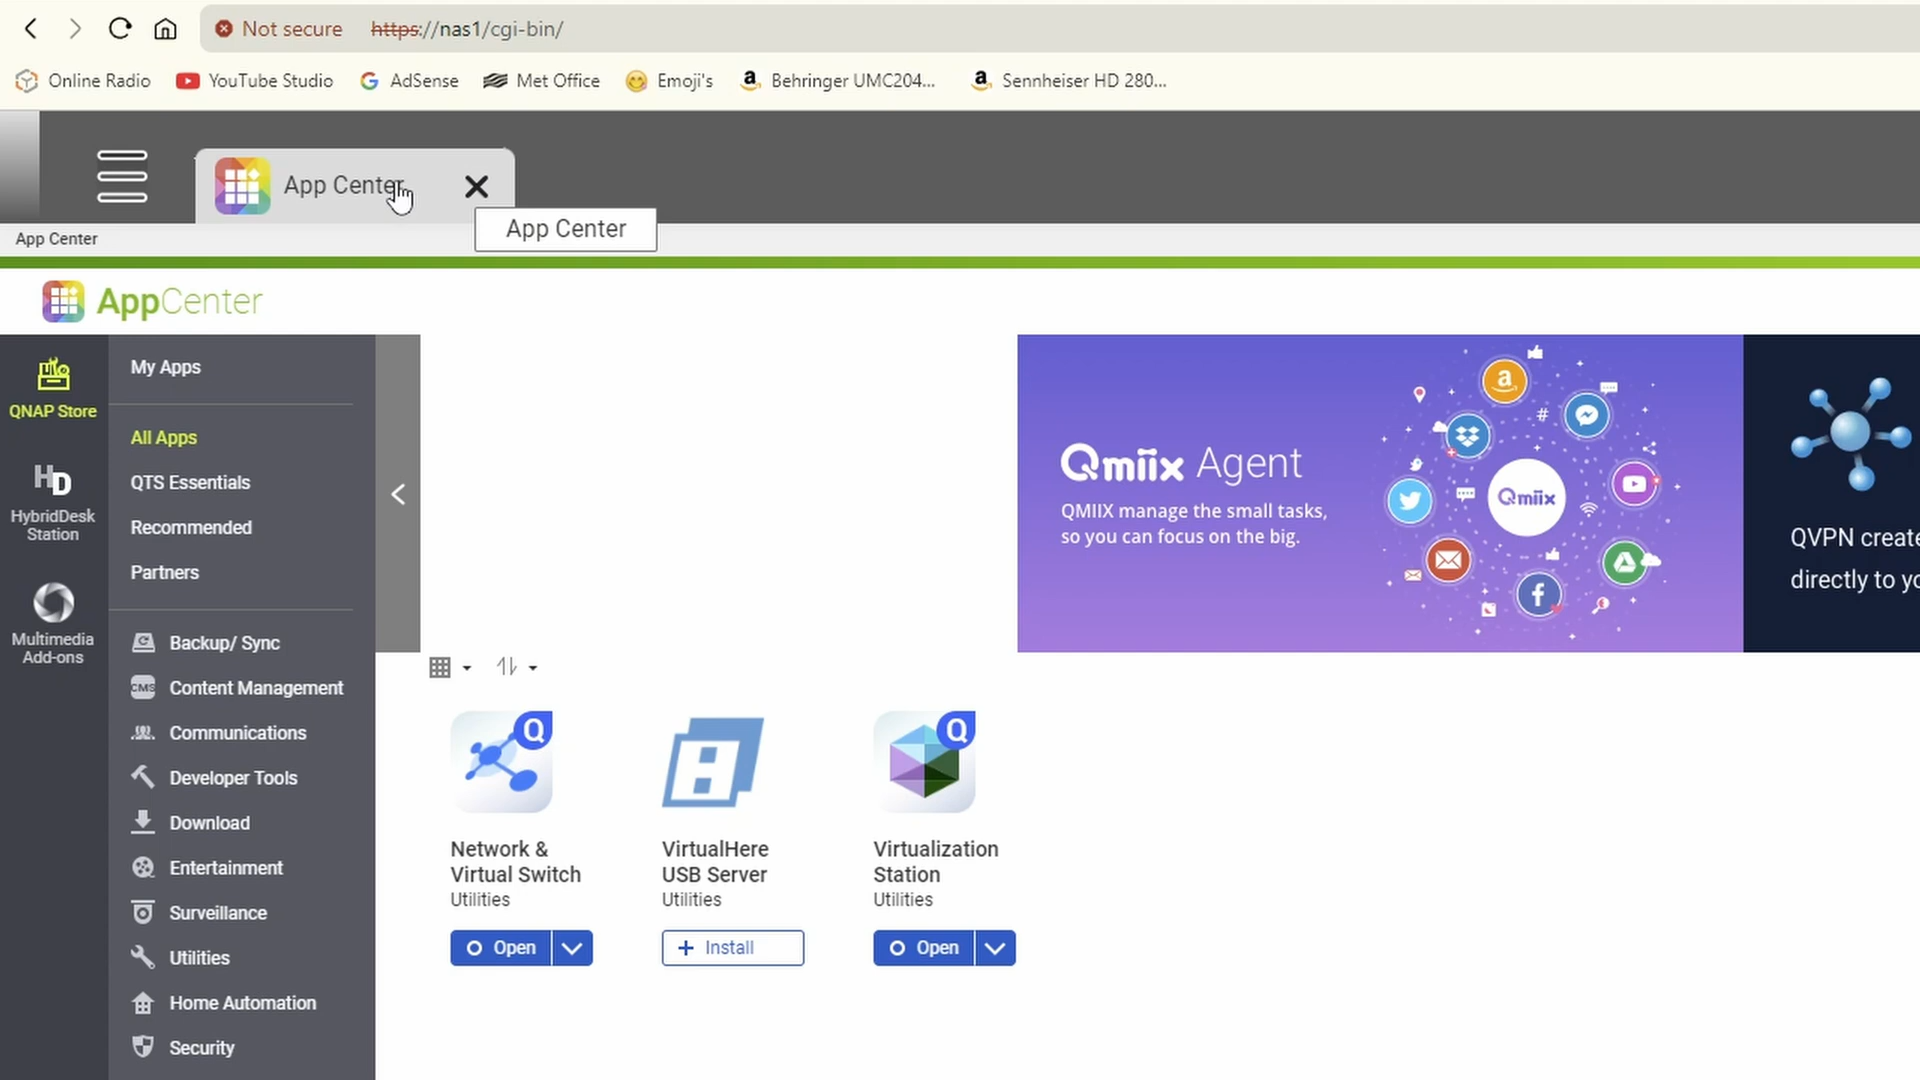 Not secure https://nas1/cgi-bin/
Online Radio YouTube Studio AdSense Met Office Emoji's Behringer UMC204... Sennheiser HD 280...
App Center
App Center
App Center
AppCenter
QNAP Store
HD
HybridDesk
Station
Multimedia
Add-ons
My Apps
All Apps
QTS Essentials
Recommended
Partners
Backup/ Sync
CMS Content Management
Communications
Developer Tools
Download
Entertainment
Surveillance
Utilities
Home Automation
Security
Qmiix Agent
QMIIX manage the small tasks,
so you can focus on the big.
Qmiix
QVPN create
directly to yo
Network &
Virtual Switch
Utilities
Open
VirtualHere
USB Server
Utilities
+ Install
Virtualization
Station
Utilities
Open